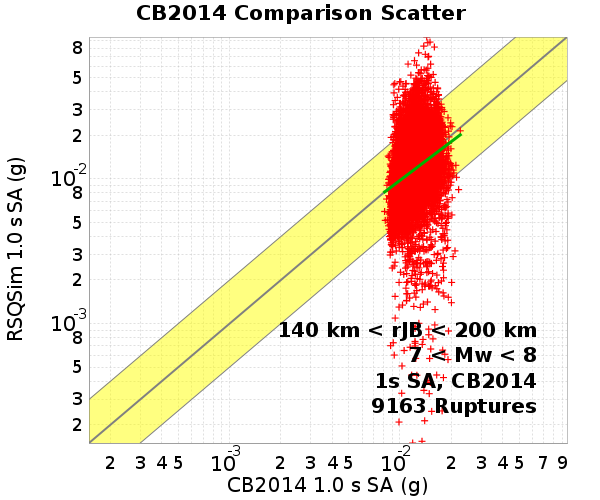 CB2014 Comparison Scatter
RSQSim 1.0 s SA (g)
8
5
3
2
10-2
8
5
3
2
10-3
8
5
3
2
140 km < rJB < 200 km
7 < Mw < 8
1s SA, CB2014
9163 Ruptures
2 3 4 5 10-3 2 3 4 5 10-2 2 3 4 5 7 9
CB2014 1.0 s SA (g)